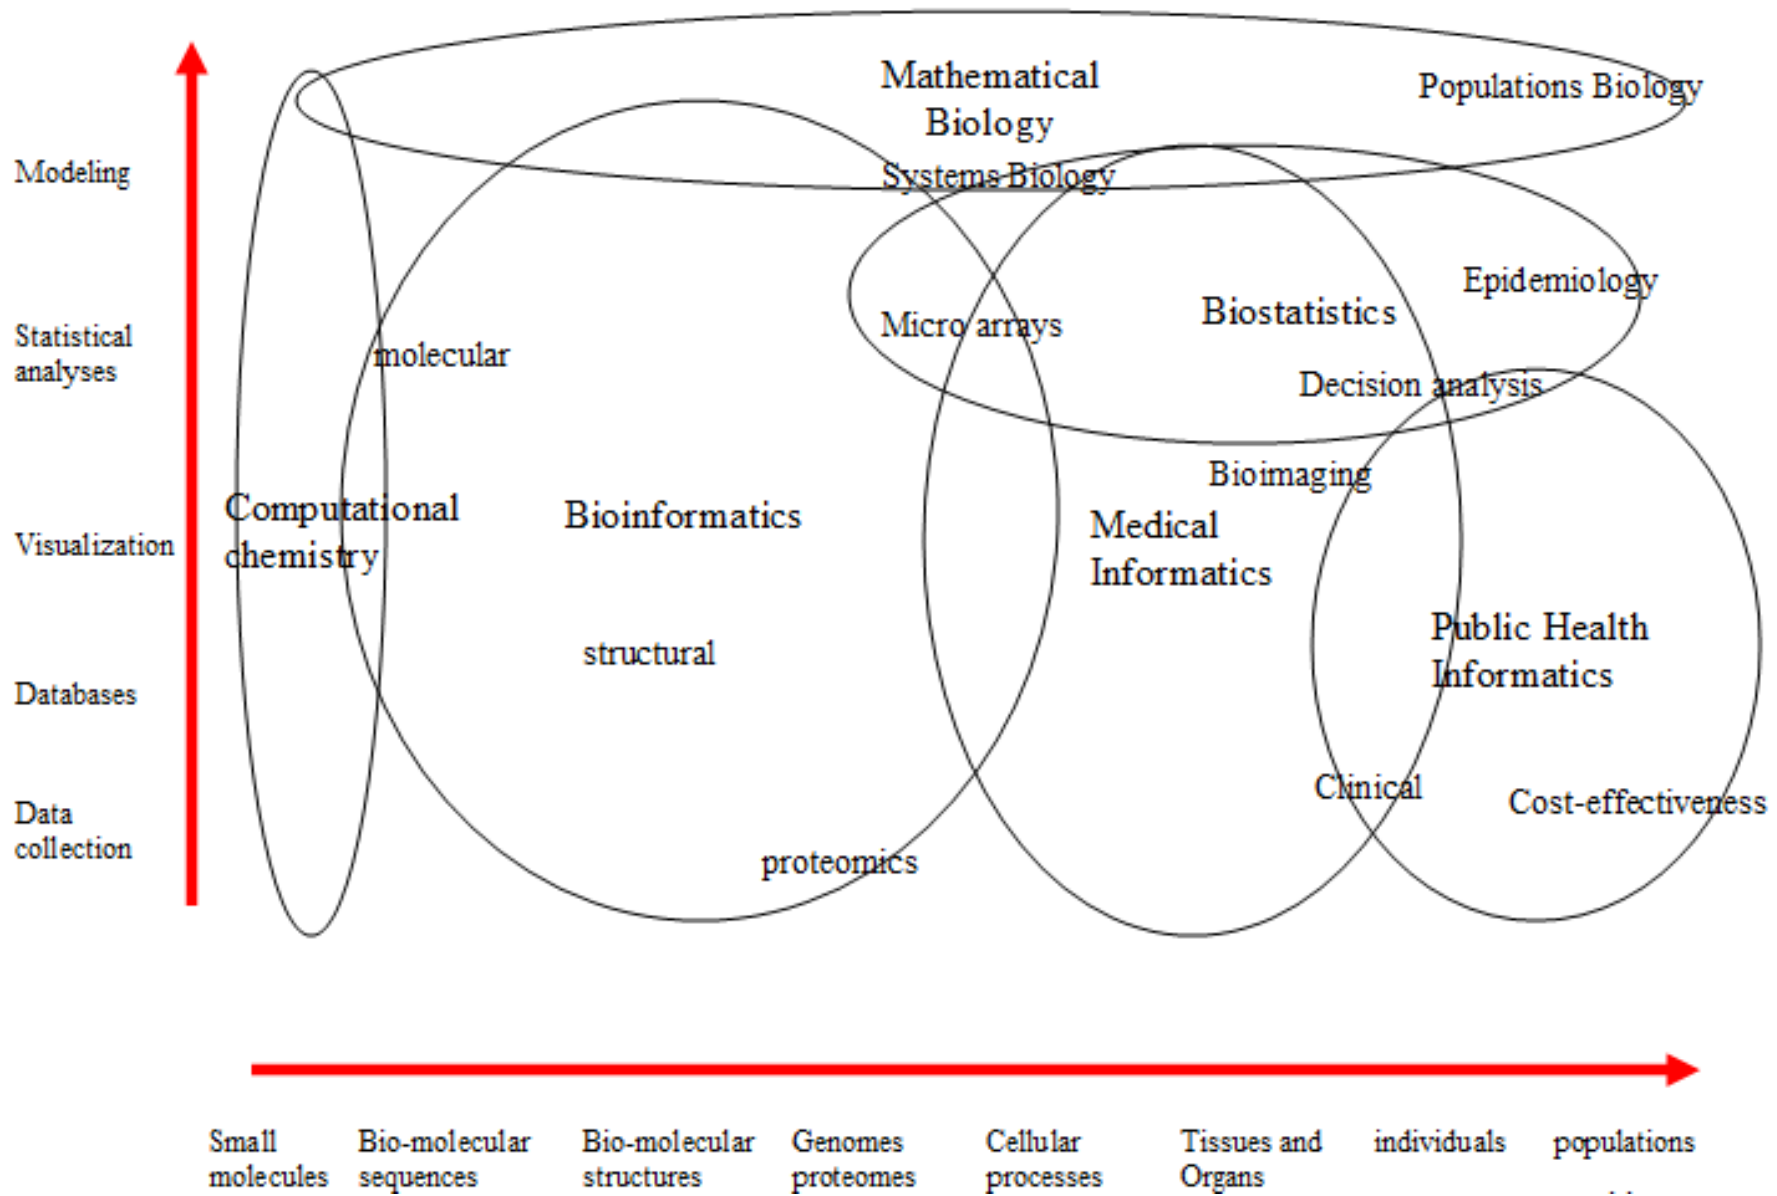 Mathematical
Biology
Populations Biology
Modeling
Systems Biology
Epidemiology
Biostatistics
Micro arrays
Statistical
analyses
molecular
Decision analysis
Bioimaging
Computational
chemistry
Bioinformatics
Medical
Informatics
Visualization
Public Health
Informatics
structural
Databases
Clinical
Cost-effectiveness
Data
collection
proteomics
Small
molecules
Bio-molecular
sequences
Bio-molecular
structures
Genomes
proteomes
Cellular
processes
Tissues and
Organs
individuals
populations